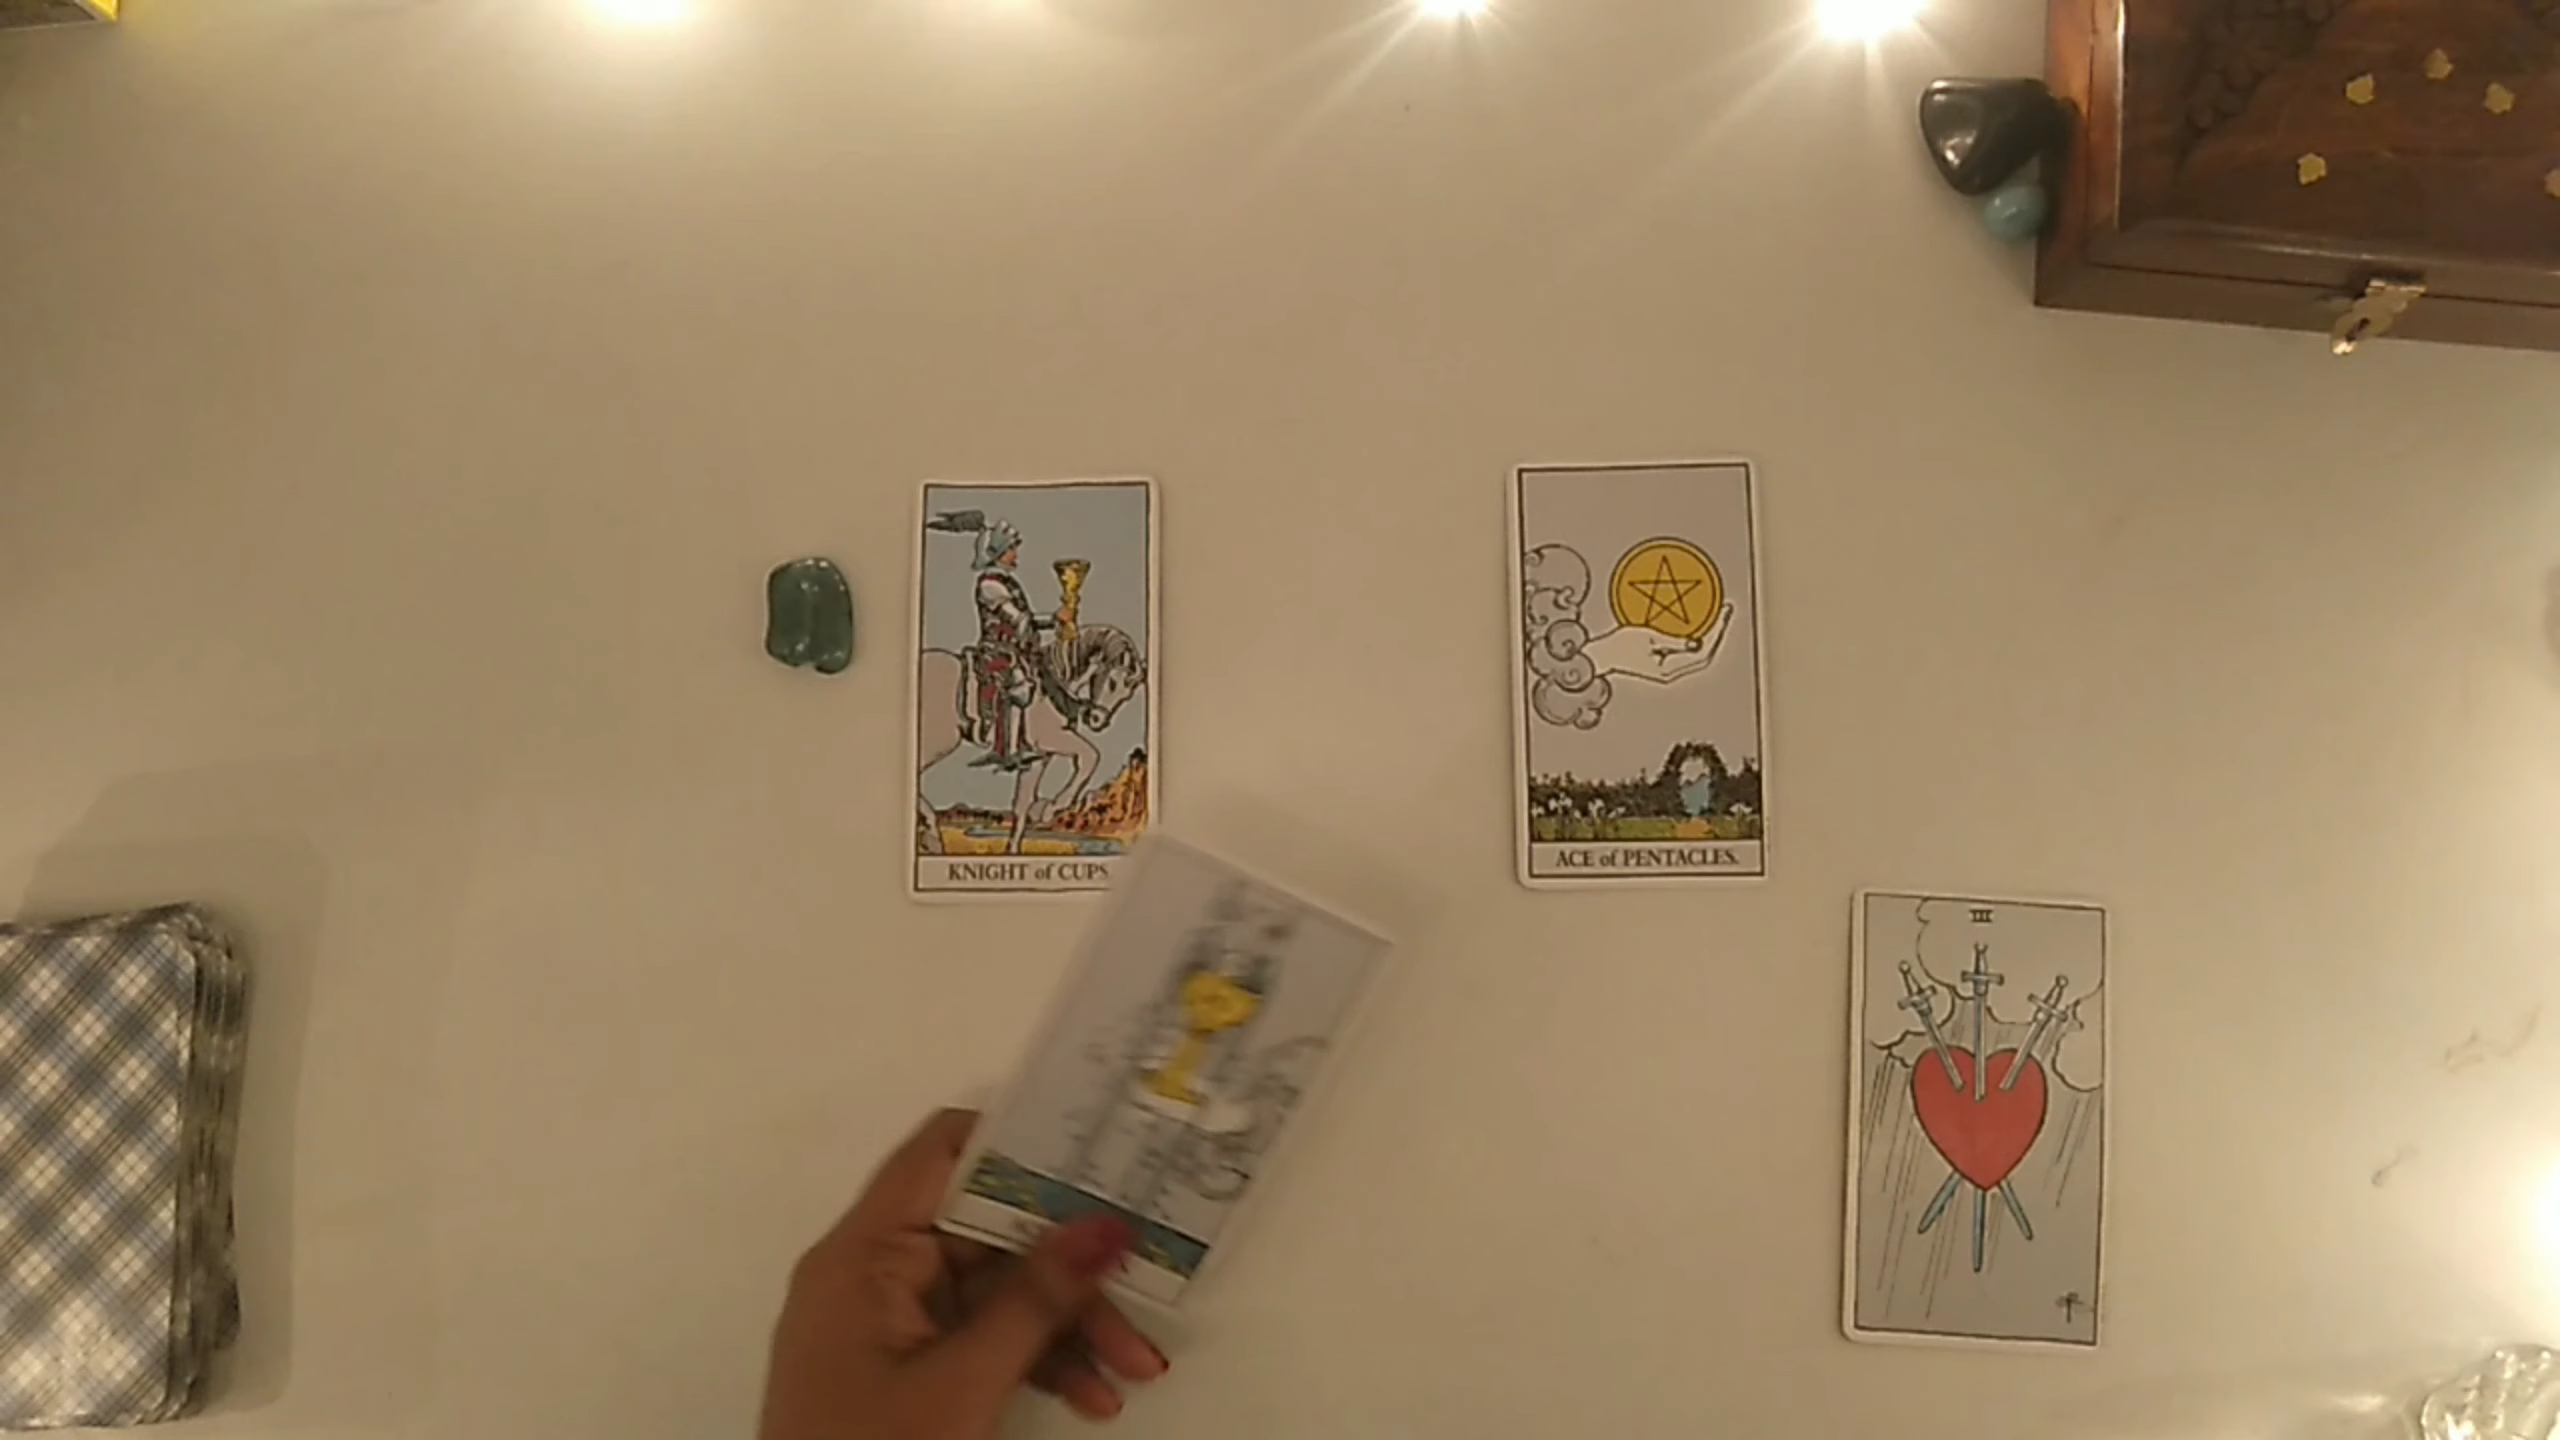 KNIGHT of CUPS
ACE of PENTACLES.
III